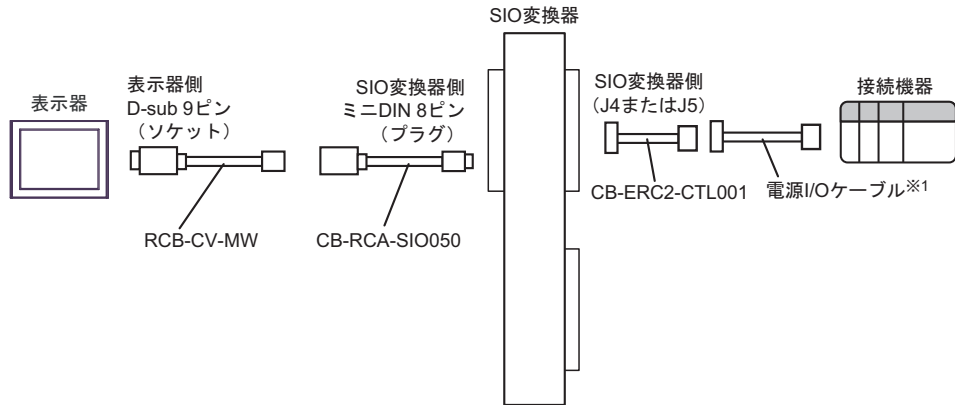 SIO変換器
表示器
表示器側
D-sub 9ピン
（ソケット）
SIO変換器側
ミニDIN 8ピン
（プラグ）
SIO変換器側
（J4またはJ5）
接続機器
RCB-CV-MW
CB-RCA-SIO050
CB-ERC2-CTL001
電源I/Oケーブル※1